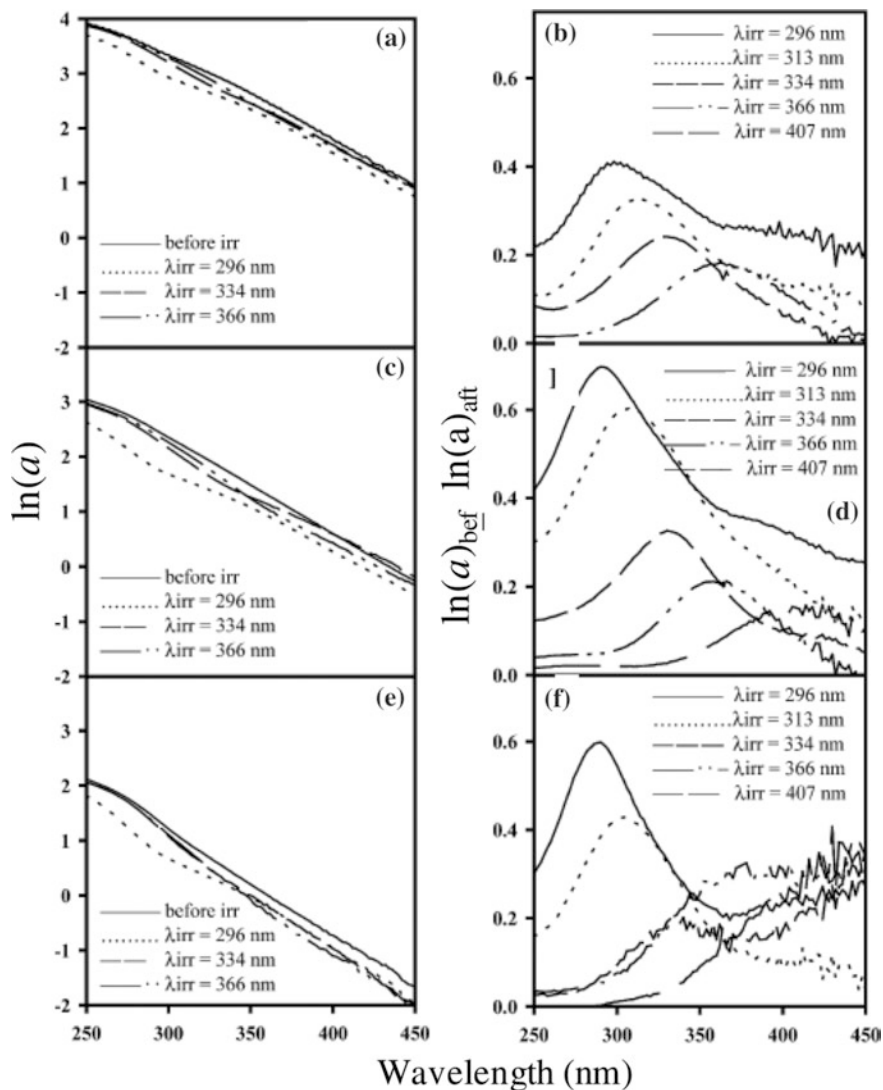 (a)
4
3
2
1
0
-1
-2
before irr
λirr = 296 nm
λirr = 334 nm
λirr = 366 nm
(b)
0.6
0.4
0.2
0.0
λirr = 296 nm
λirr = 313 nm
λirr = 334 nm
λirr = 366 nm
λirr = 407 nm
(c)
3
2
1
0
-1
-2
before irr
λirr = 296 nm
λirr = 334 nm
λirr = 366 nm
]
(d)
0.6
0.4
0.2
0.0
λirr = 296 nm
λirr = 313 nm
λirr = 334 nm
λirr = 366 nm
λirr = 407 nm
(e)
2
1
0
-1
-2
before irr
λirr = 296 nm
λirr = 334 nm
λirr = 366 nm
250 300 350 400 450
(f)
0.6
0.4
0.2
0.0
λirr = 296 nm
λirr = 313 nm
λirr = 334 nm
λirr = 366 nm
λirr = 407 nm
250 300 350 400 450
ln(a)
ln(a)bef ln(a)aft
Wavelength (nm)